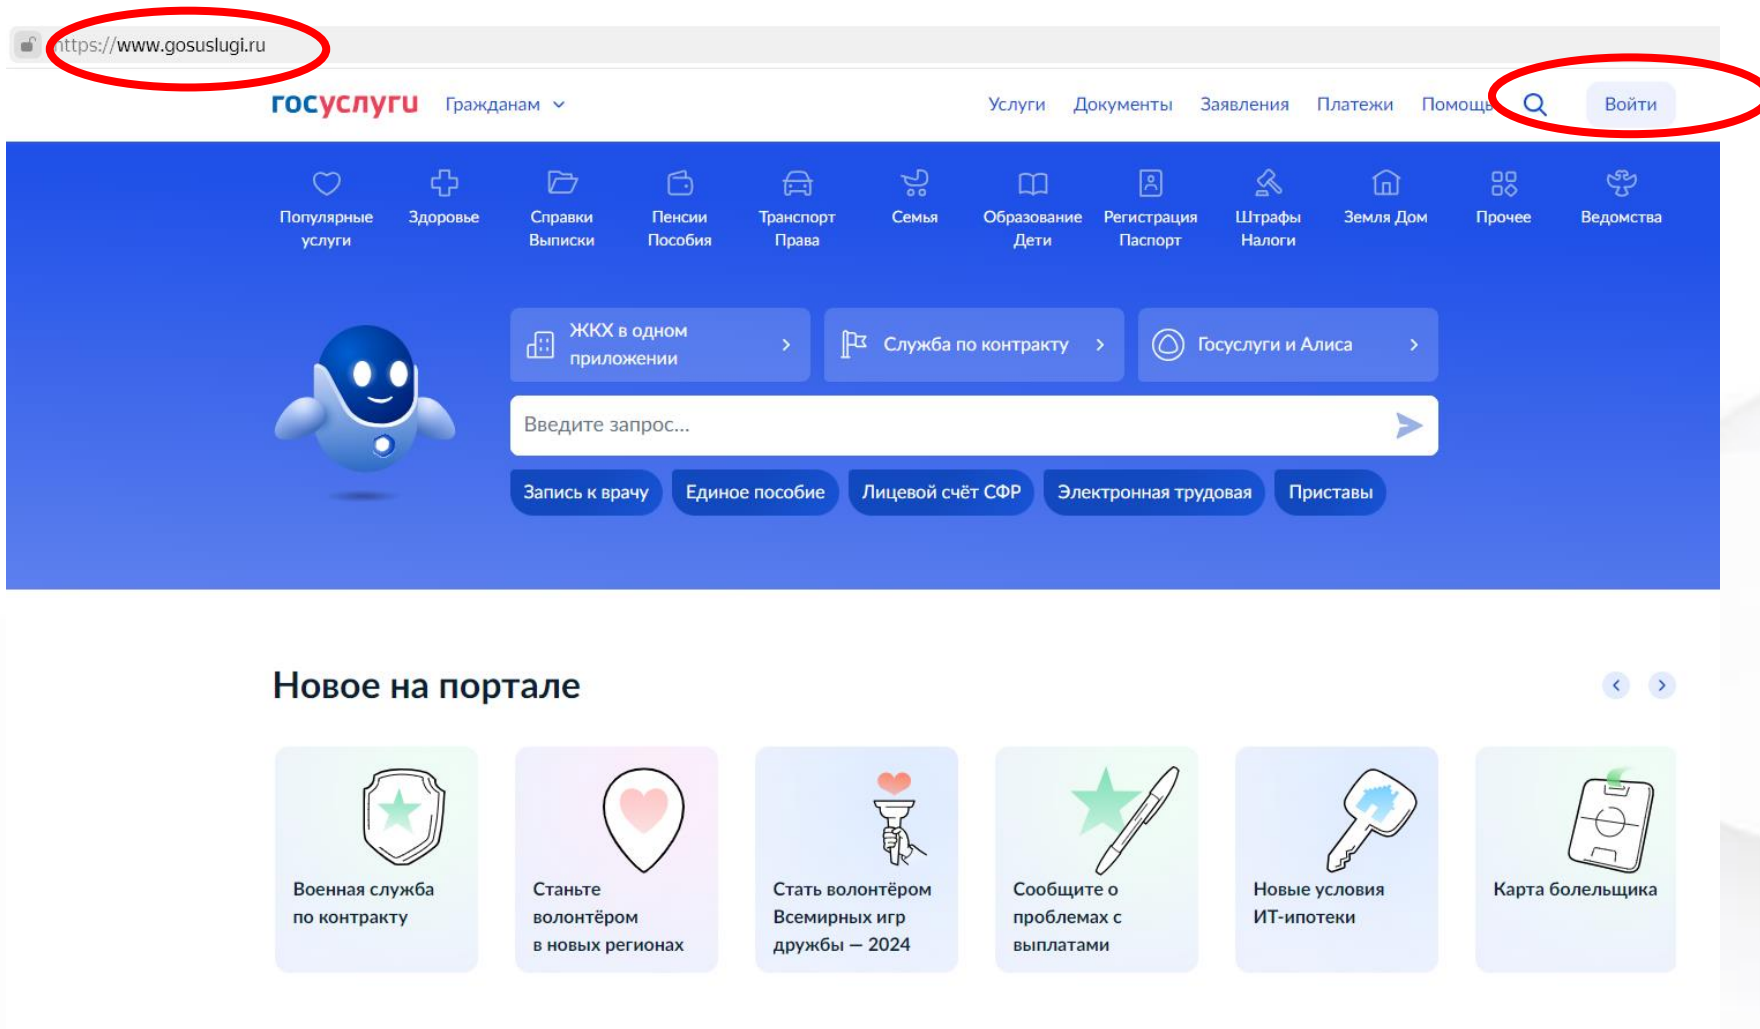 https://www.gosuslugi.ru
госуслуги Гражданам Услуги Документы Заявления Платежи Помощь Войти
Популярные услуги
Здоровье
Справки Выписки
Пенсии Пособия
Транспорт Права
Семья
Образование Дети
Регистрация Паспорт
Штрафы Налоги
Земля Дом
Прочее
Ведомства
ЖКХ в одном
приложении
Служба по контракту
Госуслуги и Алиса
Введите запрос...
Запись к врачу Единое пособие Лицевой счёт СФР Электронная трудовая Приставы
Новое на портале
Военная служба
по контракту
Станьте
волонтёром
в новых регионах
Стать волонтёром
Всемирных игр
дружбы — 2024
Сообщите о
проблемах с
выплатами
Новые условия
ИТ-ипотеки
Карта болельщика